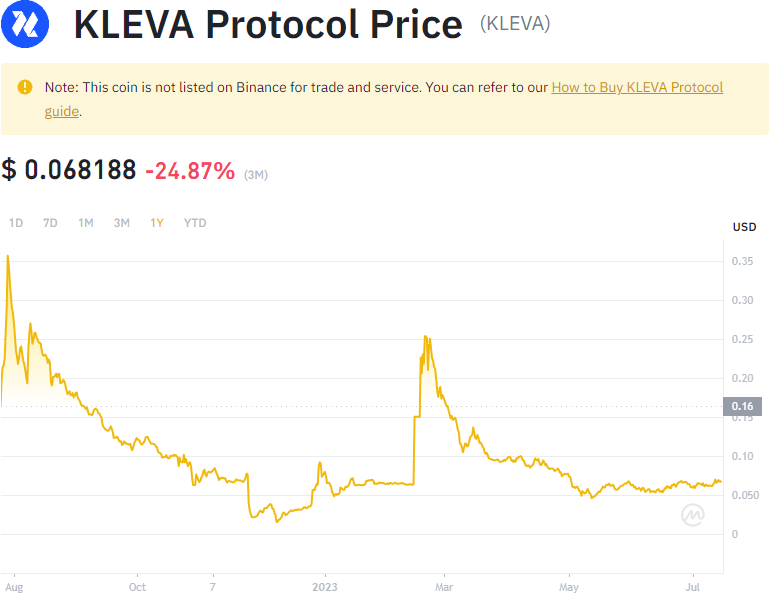 KLEVA Protocol Price (KLEVA)
Note: This coin is not listed on Binance for trade and service. You can refer to our How to Buy KLEVA Protocol
guide.
$ 0.068188 -24.87% (3M)
1D 7D 1M 3M 1Y YTD
USD
0.35
0.30
0.25
0.20
0.16
0.15
0.10
0.050
0
Aug Oct 7 2023 Mar May Jul